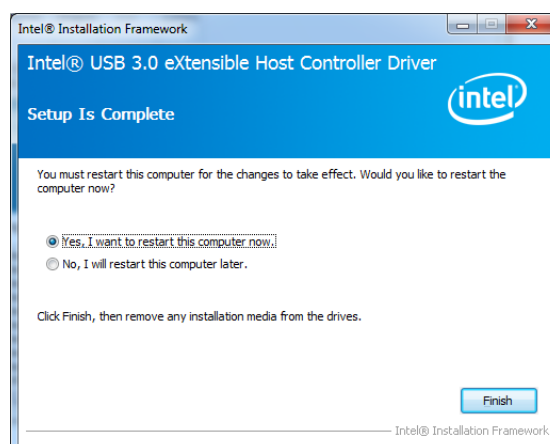 Intel® Installation Framework
Intel® USB 3.0 eXtensible Host Controller Driver
Setup Is Complete
intel
You must restart this computer for the changes to take effect. Would you like to restart the
computer now?
Yes, I want to restart this computer now.
No, I will restart this computer later.
Click Finish, then remove any installation media from the drives.
Finish
Intel® Installation Framework